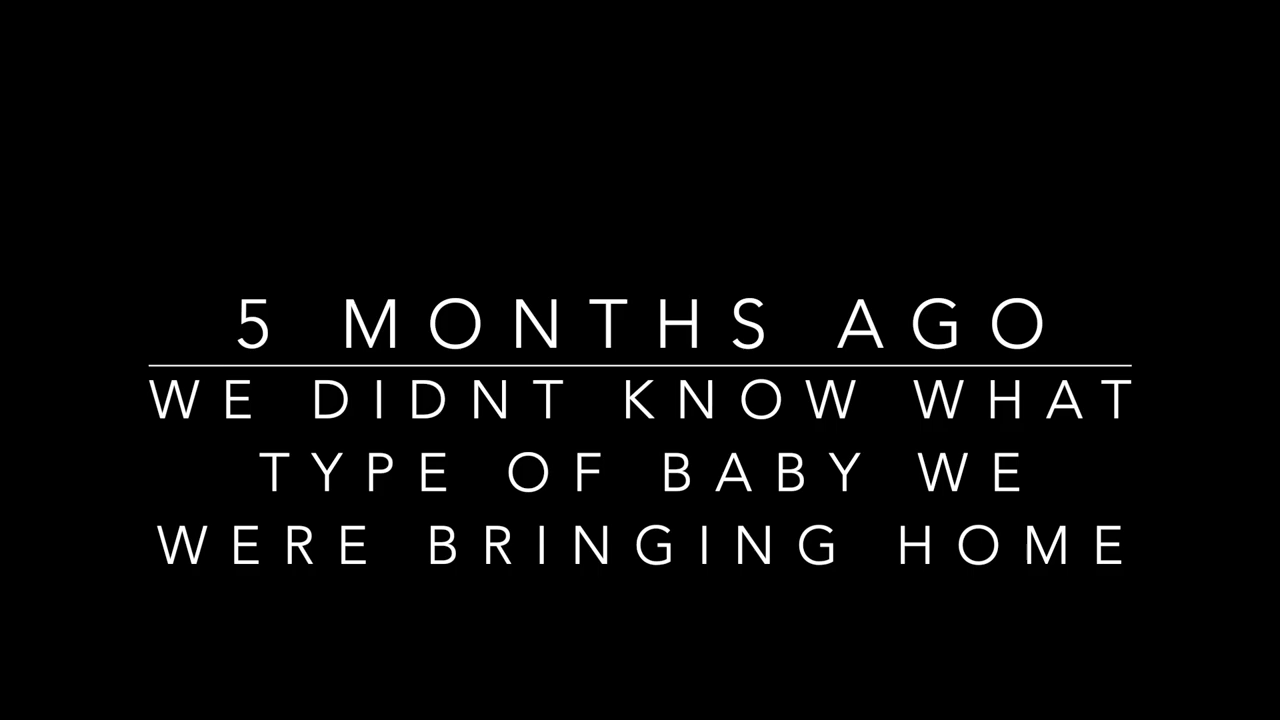 5 MONTHS AGO
WE DIDNT KNOW WHAT
TYPE OF BABY WE
WERE BRINGING HOME